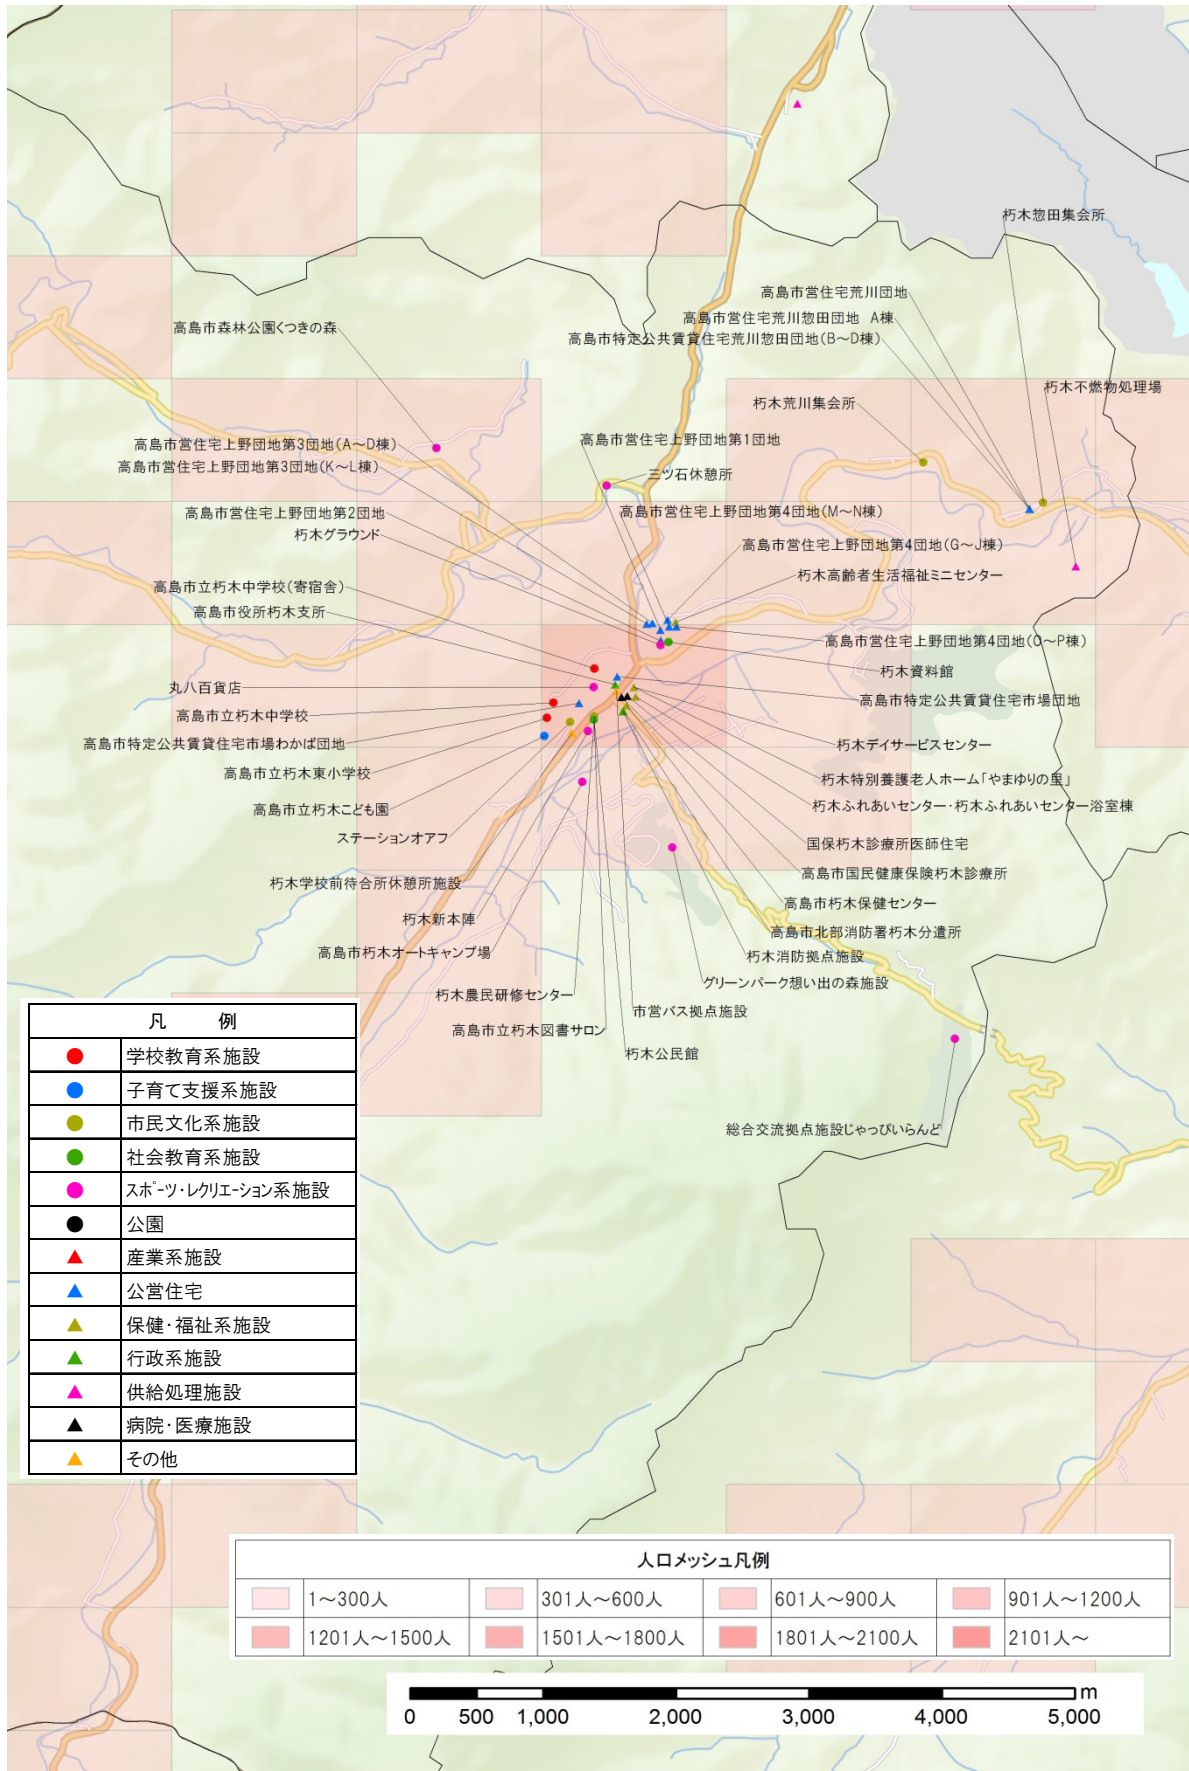 朽木惣田集会所
高島市営住宅荒川団地
高島市営住宅荒川惣田団地 A棟
高島市特定公共賃貸住宅荒川惣田団地(B～D棟)
高島市森林公園くつきの森
朽木不燃物処理場
朽木荒川集会所
高島市営住宅上野団地第1団地
高島市営住宅上野団地第3団地(A～D棟)
高島市営住宅上野団地第3団地(K～L棟)
三ツ石休憩所
高島市営住宅上野団地第2団地
高島市営住宅上野団地第4団地(M～N棟)
朽木グラウンド
高島市営住宅上野団地第4団地(G～J棟)
朽木高齢者生活福祉ミニセンター
高島市立朽木中学校(寄宿舎)
高島市役所朽木支所
高島市営住宅上野団地第4団地(O～P棟)
朽木資料館
丸八百貨店
高島市特定公共賃貸住宅市場団地
高島市立朽木中学校
高島市特定公共賃貸住宅市場わかば団地
朽木デイサービスセンター
高島市立朽木東小学校
朽木特別養護老人ホーム「やまゆりの里」
高島市立朽木こども園
朽木ふれあいセンター・朽木ふれあいセンター浴室棟
ステーションオアフ
国保朽木診療所医師住宅
高島市国民健康保険朽木診療所
朽木学校前待合所休憩所施設
高島市朽木保健センター
朽木新本陣
高島市北部消防署朽木分遣所
高島市朽木オートキャンプ場
朽木消防拠点施設
グリーンパーク想い出の森施設
朽木農民研修センター
市営バス拠点施設
高島市立朽木図書サロン
朽木公民館
総合交流拠点施設じゃっぴいらんど
凡 例
学校教育系施設
子育て支援系施設
市民文化系施設
社会教育系施設
スポーツ・レクリエーション系施設
公園
産業系施設
公営住宅
保健・福祉系施設
行政系施設
供給処理施設
病院・医療施設
その他
人口メッシュ凡例
1～300人 301人～600人 601人～900人 901人～1200人
1201人～1500人 1501人～1800人 1801人～2100人 2101人～
m
0 500 1,000 2,000 3,000 4,000 5,000